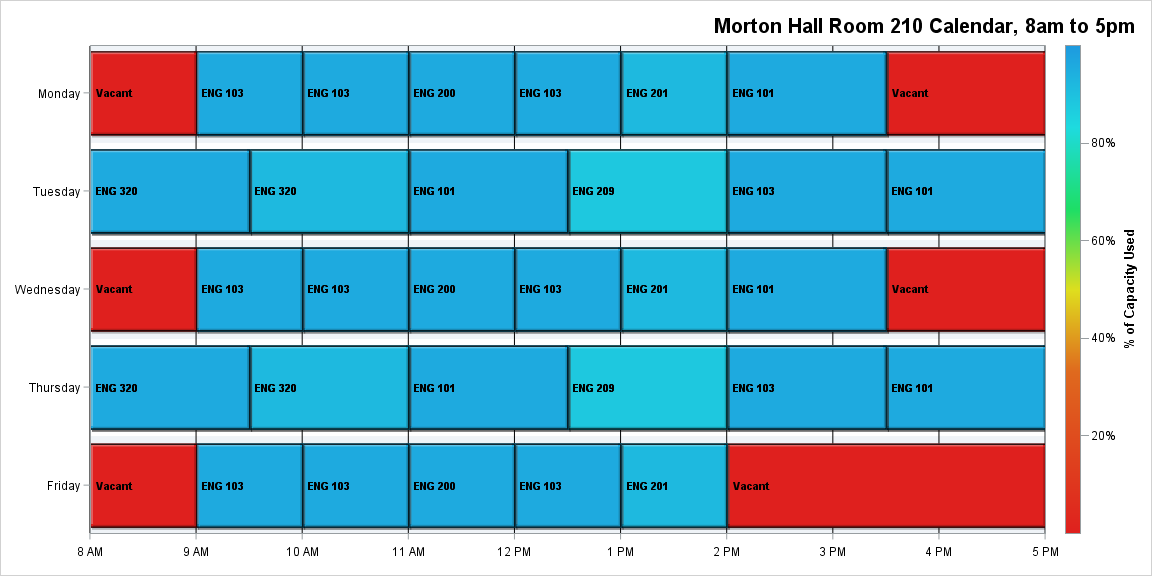 Morton Hall Room 210 Calendar, 8am to 5pm
Monday
Vacant
ENG 103
ENG 103
ENG 200
ENG 103
ENG 201
ENG 101
Vacant
Tuesday
ENG 320
ENG 320
ENG 101
ENG 209
ENG 103
ENG 101
Wednesday
Vacant
ENG 103
ENG 103
ENG 200
ENG 103
ENG 201
ENG 101
Vacant
Thursday
ENG 320
ENG 320
ENG 101
ENG 209
ENG 103
ENG 101
Friday
Vacant
ENG 103
ENG 103
ENG 200
ENG 103
ENG 201
Vacant
8 AM
9 AM
10 AM
11 AM
12 PM
1 PM
2 PM
3 PM
4 PM
5 PM
80%
60%
40%
20%
% of Capacity Used